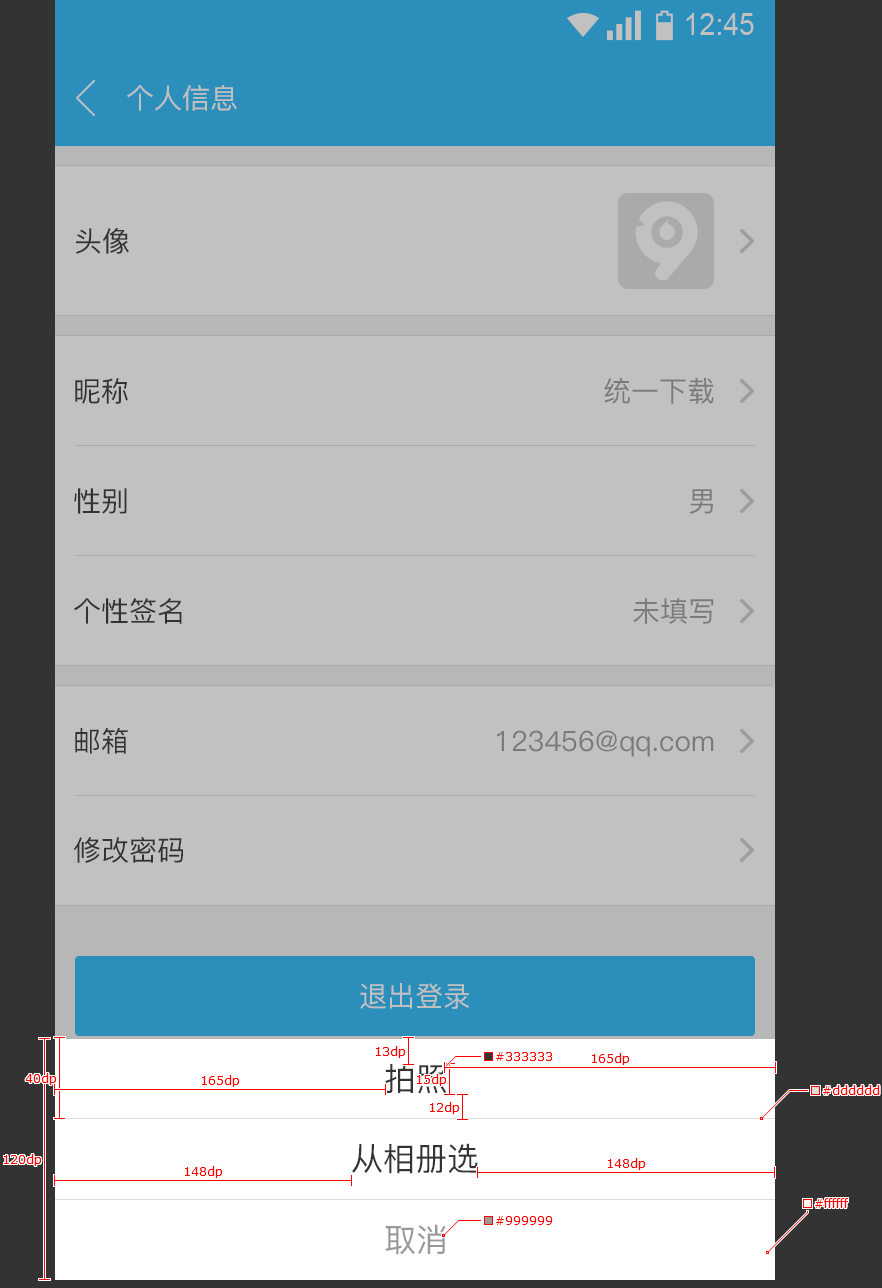 12:45
个人信息
头像
昵称 统一下载
性别 男
个性签名 未填写
邮箱 123456@qq.com
修改密码
退出登录
13dp #333333 165dp
40dp 165dp 拍照 15dp
#dddddd
12dp
120dp 从相册选
148dp 148dp
#ffffff
取消 #999999